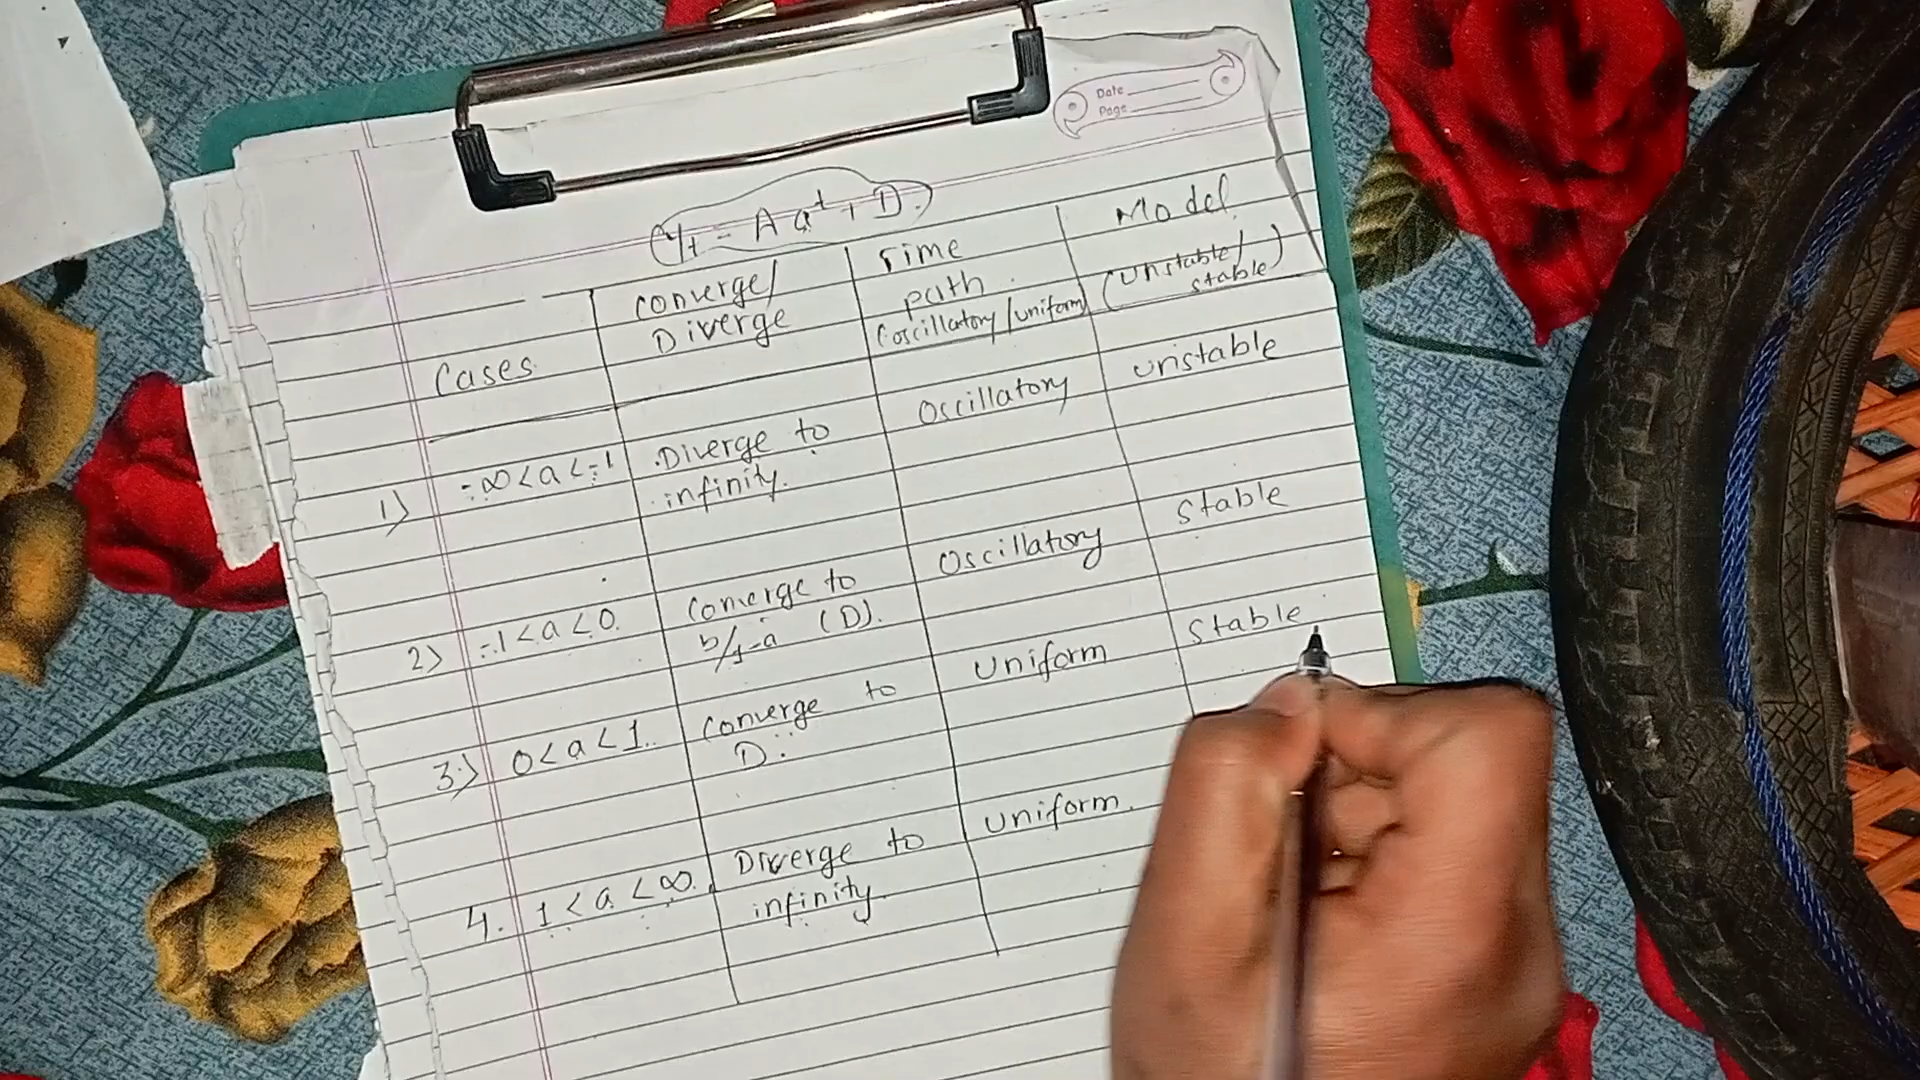 Date
Page
Yt = A a^t + D.
Cases
Converge/
Diverge
Time
path
(oscillatory/uniform)
Model
(Unstable/
stable)
1) -∞ < a < -1
Diverge to
infinity.
Oscillatory
unstable
2) -1 < a < 0.
Converge to
b/1-a (D).
Oscillatory
Stable
3) 0 < a < 1.
Converge to
D.
Uniform
Stable
4. 1 < a < ∞.
Diverge to
infinity
uniform.